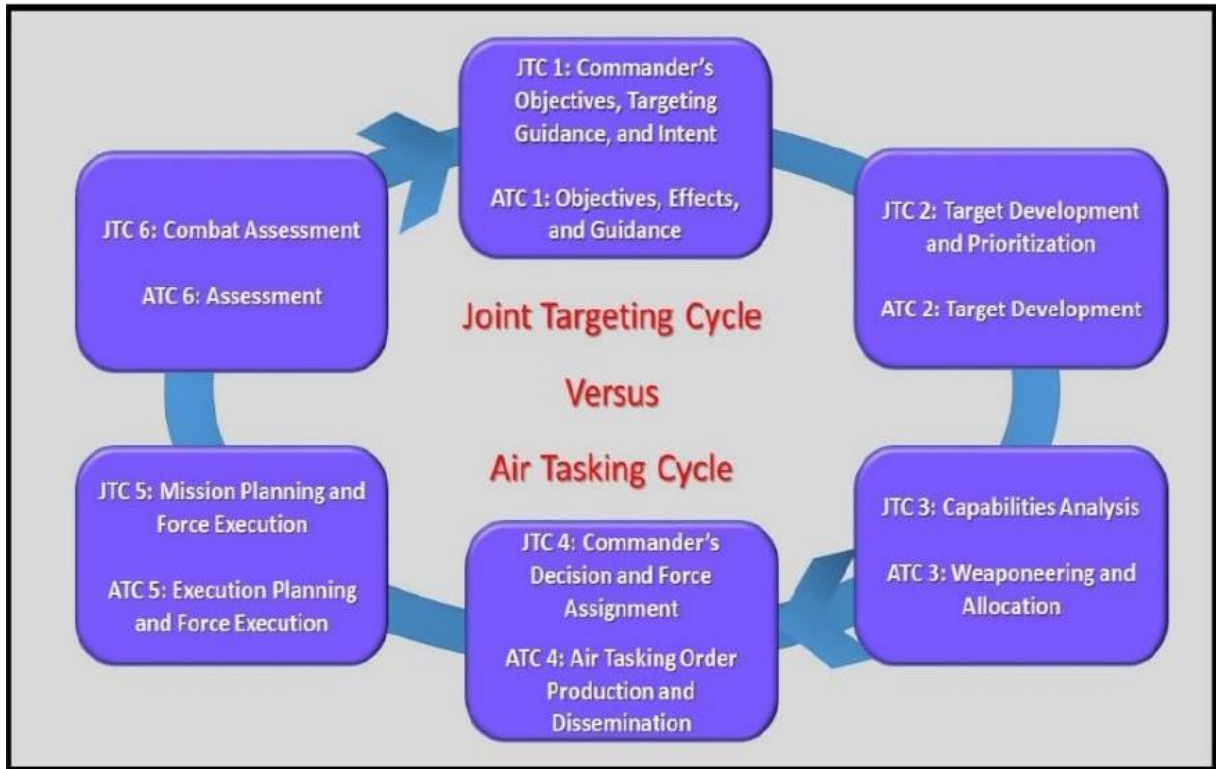 JTC 1: Commander's
Objectives, Targeting
Guidance, and Intent
ATC 1: Objectives, Effects,
and Guidance
JTC 2: Target Development
and Prioritization
ATC 2: Target Development
JTC 3: Capabilities Analysis
ATC 3: Weaponeering and
Allocation
JTC 4: Commander's
Decision and Force
Assignment
ATC 4: Air Tasking Order
Production and
Dissemination
JTC 5: Mission Planning and
Force Execution
ATC 5: Execution Planning
and Force Execution
JTC 6: Combat Assessment
ATC 6: Assessment
Joint Targeting Cycle
Versus
Air Tasking Cycle